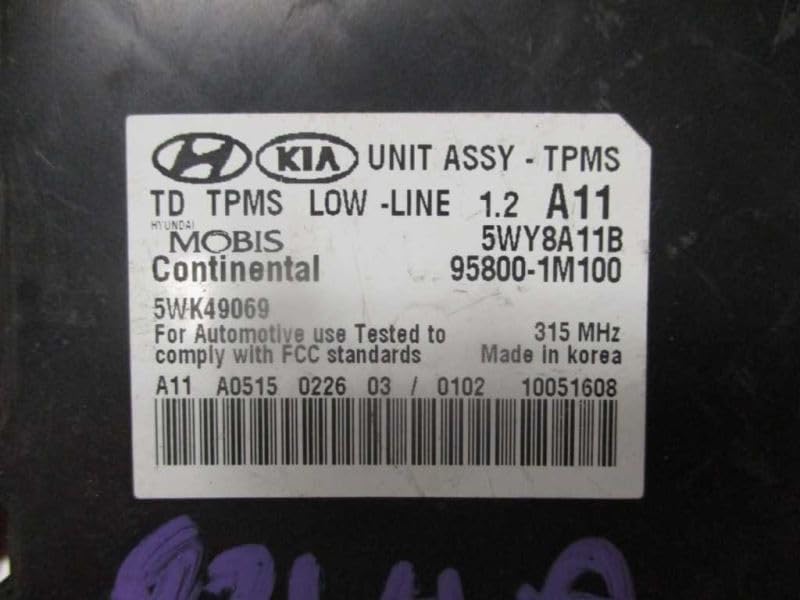 H KIA UNIT ASSY - TPMS
TD TPMS LOW -LINE 1.2 A11
HYUNDAI
MOBIS 5WY8A11B
Continental 95800-1M100
5WK49069
For Automotive use Tested to 315 MHz
comply with FCC standards Made in korea
A11 A0515 0226 03 / 0102 10051608